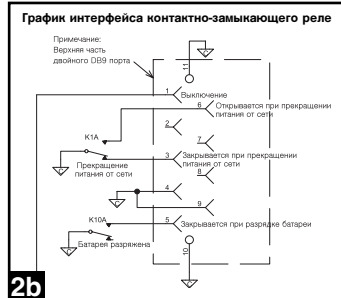 График интерфейса контактно-замыкающего реле
Примечание:
Верхняя часть
двойного DB9 порта
C
11
1
Выключение
6
Открывается при прекращении
питания от сети
2
K1A
7
3
Закрывается при прекращении
питания от сети
C
Прекращение
питания от сети
8
4
C
9
K10A
5
Закрывается при разрядке батареи
C
Батарея разряжена
10
C
2b